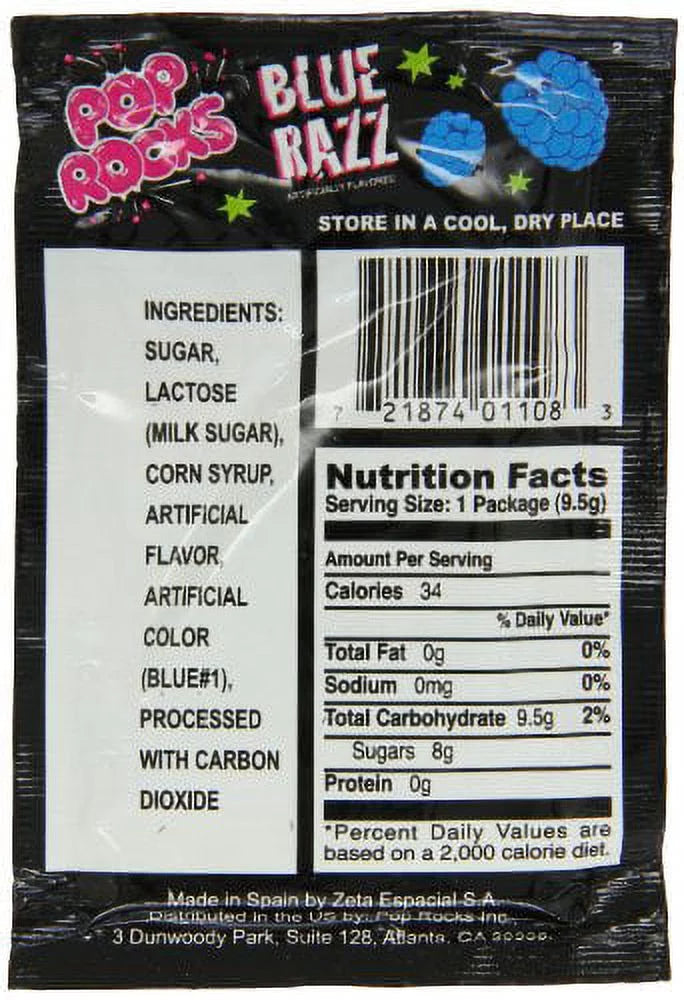 2
POP
ROCKS
BLUE
RAZZ
ARTIFICIALLY FLAVORED
STORE IN A COOL, DRY PLACE
INGREDIENTS:
SUGAR,
LACTOSE
(MILK SUGAR),
CORN SYRUP,
ARTIFICIAL
FLAVOR,
ARTIFICIAL
COLOR
(BLUE#1),
PROCESSED
WITH CARBON
DIOXIDE
7 21874 01108 3
Nutrition Facts
Serving Size: 1 Package (9.5g)
Amount Per Serving
Calories 34
% Daily Value*
Total Fat 0g 0%
Sodium 0mg 0%
Total Carbohydrate 9.5g 2%
Sugars 8g
Protein 0g
*Percent Daily Values are
based on a 2,000 calorie diet.
Made in Spain by Zeta Espacial S.A.
Distributed in the US by: Pop Rocks Inc.
3 Dunwoody Park, Suite 128, Atlanta,